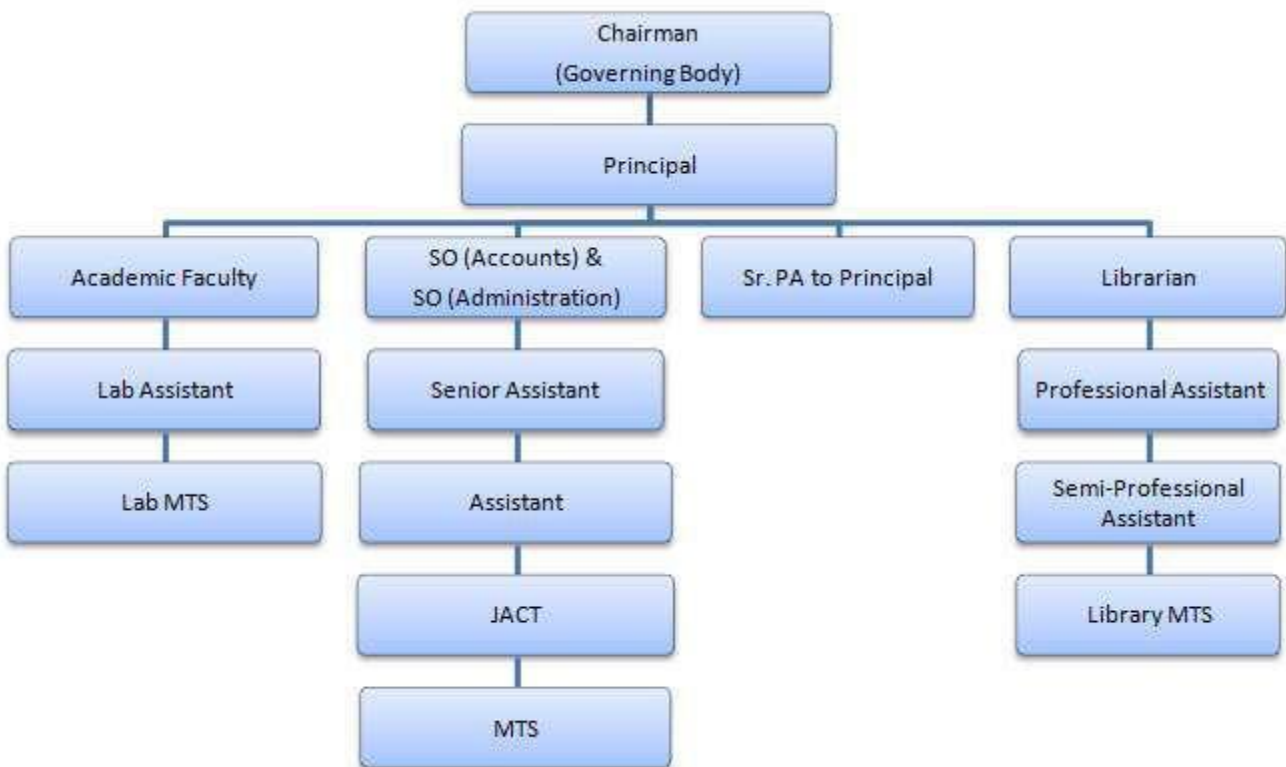 Chairman
(Governing Body)
Principal
Academic Faculty
SO (Accounts) &
SO (Administration)
Sr. PA to Principal
Librarian
Lab Assistant
Senior Assistant
Professional Assistant
Lab MTS
Assistant
Semi-Professional
Assistant
JACT
Library MTS
MTS